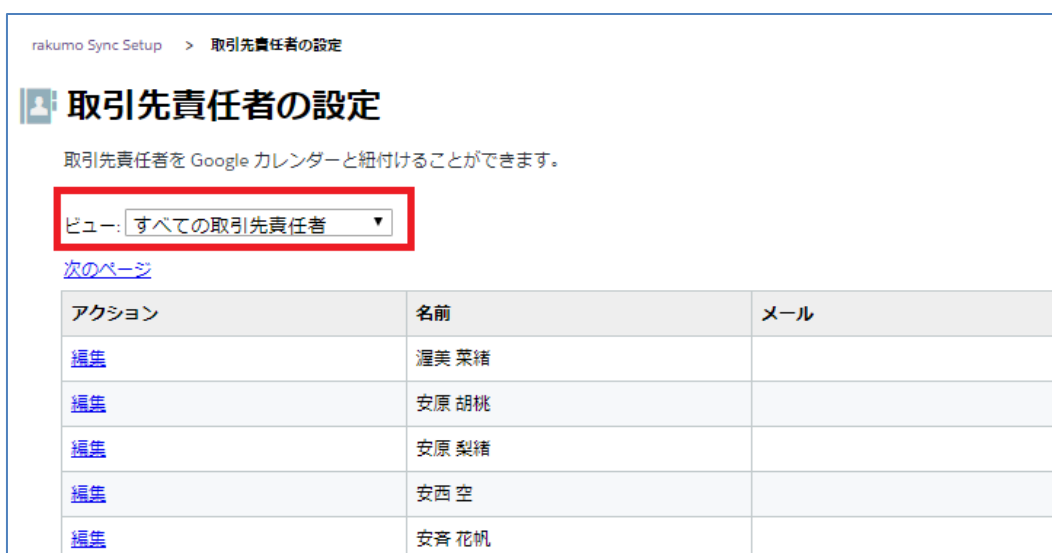 rakumo Sync Setup > 取引先責任者の設定
取引先責任者の設定
取引先責任者を Google カレンダーと紐付けることができます。
ビュー: すべての取引先責任者 ▼
次のページ
アクション 名前 メール
編集 渥美 菜緒
編集 安原 胡桃
編集 安原 梨緒
編集 安西 空
編集 安斉 花帆